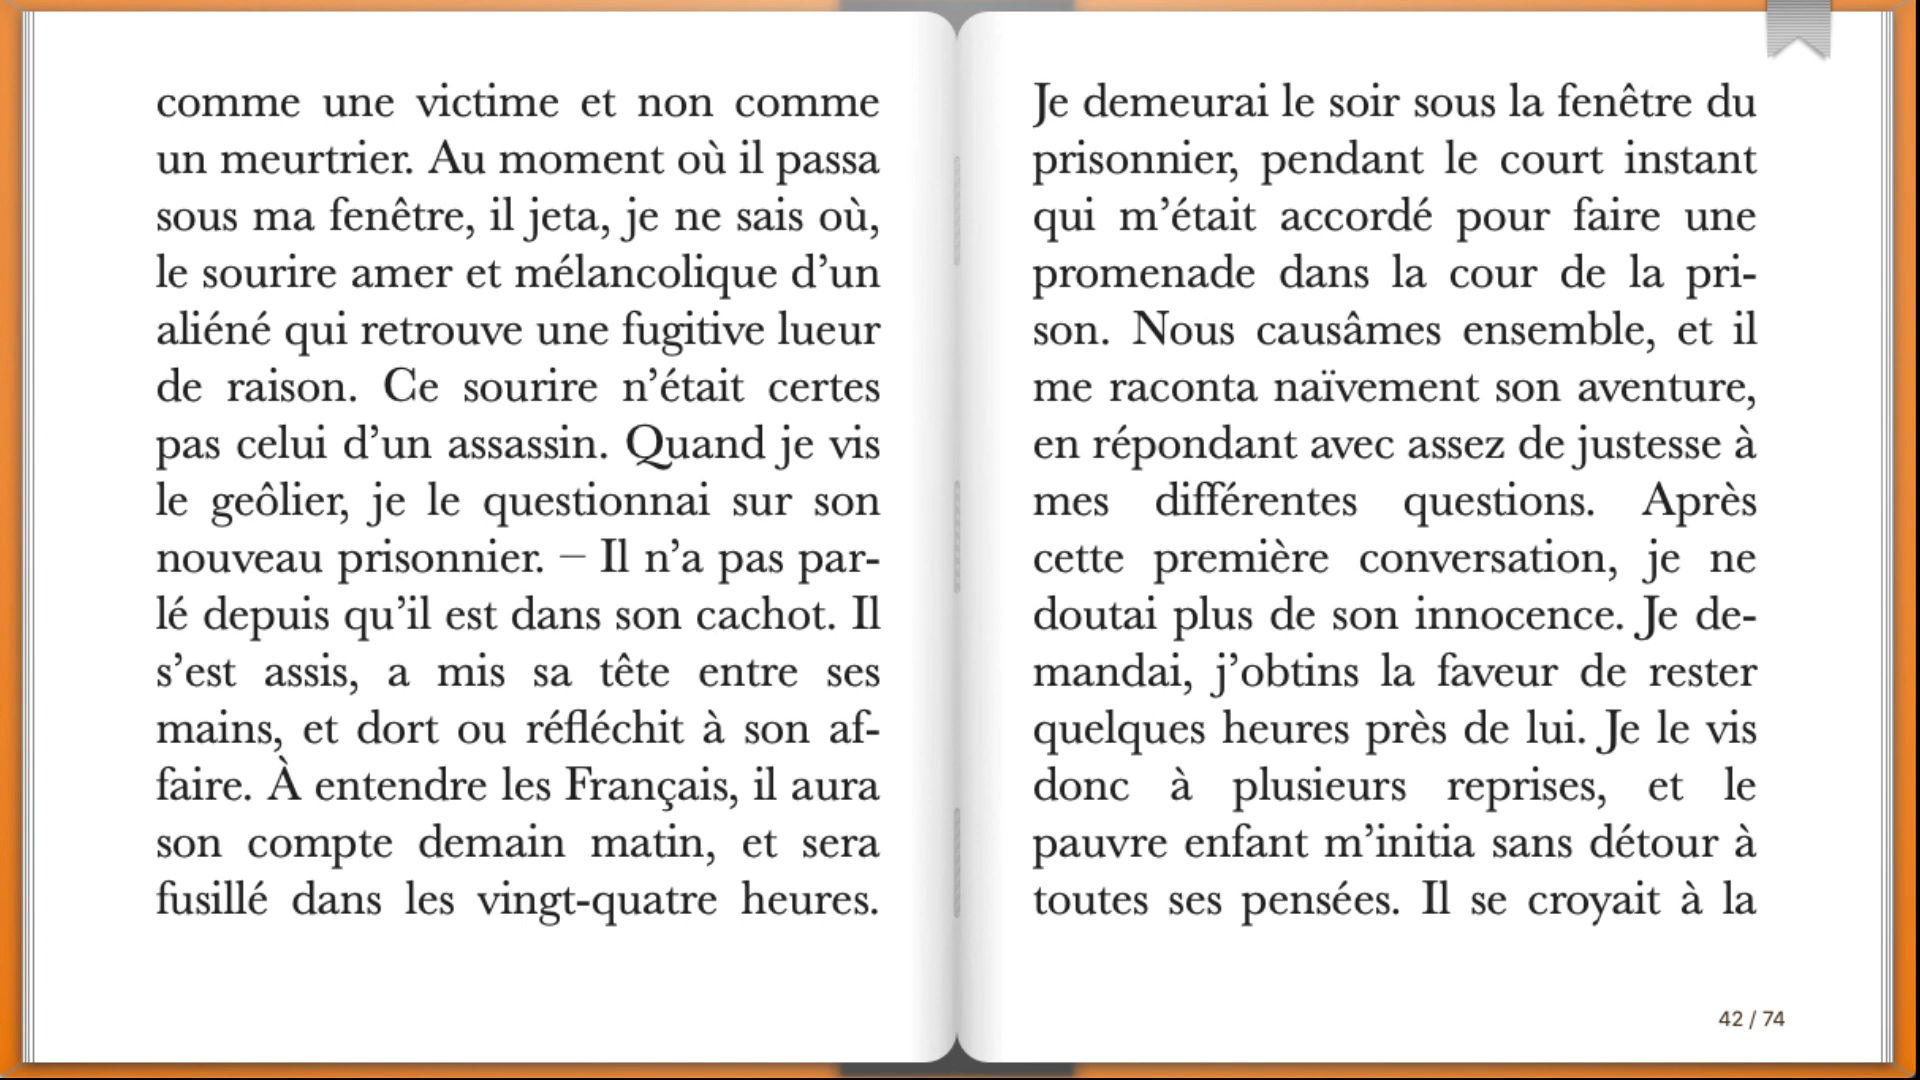 comme une victime et non comme
un meurtrier. Au moment où il passa
sous ma fenêtre, il jeta, je ne sais où,
le sourire amer et mélancolique d’un
aliéné qui retrouve une fugitive lueur
de raison. Ce sourire n’était certes
pas celui d’un assassin. Quand je vis
le geôlier, je le questionnai sur son
nouveau prisonnier. – Il n’a pas par-
lé depuis qu’il est dans son cachot. Il
s’est assis, a mis sa tête entre ses
mains, et dort ou réfléchit à son af-
faire. À entendre les Français, il aura
son compte demain matin, et sera
fusillé dans les vingt-quatre heures.
Je demeurai le soir sous la fenêtre du
prisonnier, pendant le court instant
qui m’était accordé pour faire une
promenade dans la cour de la pri-
son. Nous causâmes ensemble, et il
me raconta naïvement son aventure,
en répondant avec assez de justesse à
mes différentes questions. Après
cette première conversation, je ne
doutai plus de son innocence. Je de-
mandai, j’obtins la faveur de rester
quelques heures près de lui. Je le vis
donc à plusieurs reprises, et le
pauvre enfant m’initia sans détour à
toutes ses pensées. Il se croyait à la
42 / 74